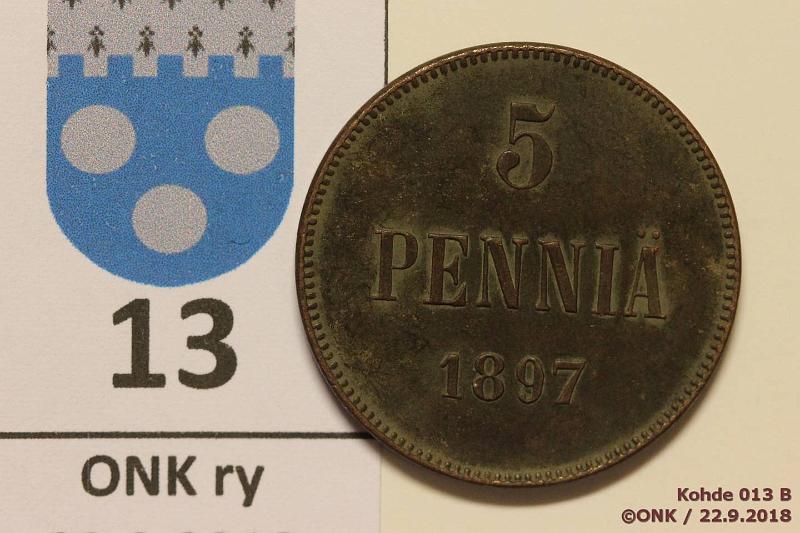 13
ONK ry
5
PENNIÄ
1897
Kohde 013 B
©ONK / 22.9.2018